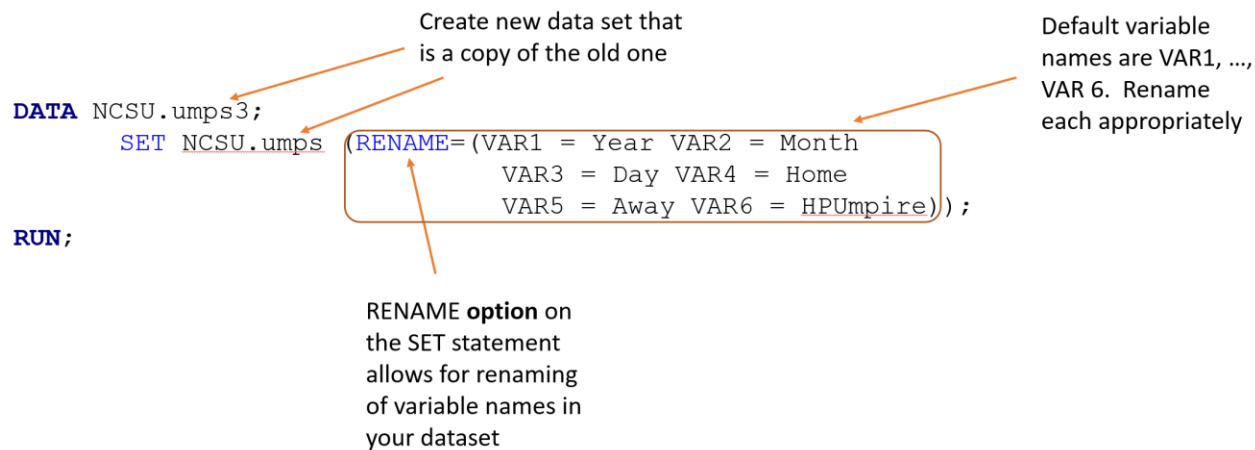 Create new data set that
is a copy of the old one
Default variable
names are VAR1, …,
VAR 6.  Rename
each appropriately
DATA NCSU.umps3;
SET NCSU.umps (RENAME=(VAR1 = Year VAR2 = Month
VAR3 = Day VAR4 = Home
VAR5 = Away VAR6 = HPUmpire));
RUN;
RENAME option on
the SET statement
allows for renaming
of variable names in
your dataset